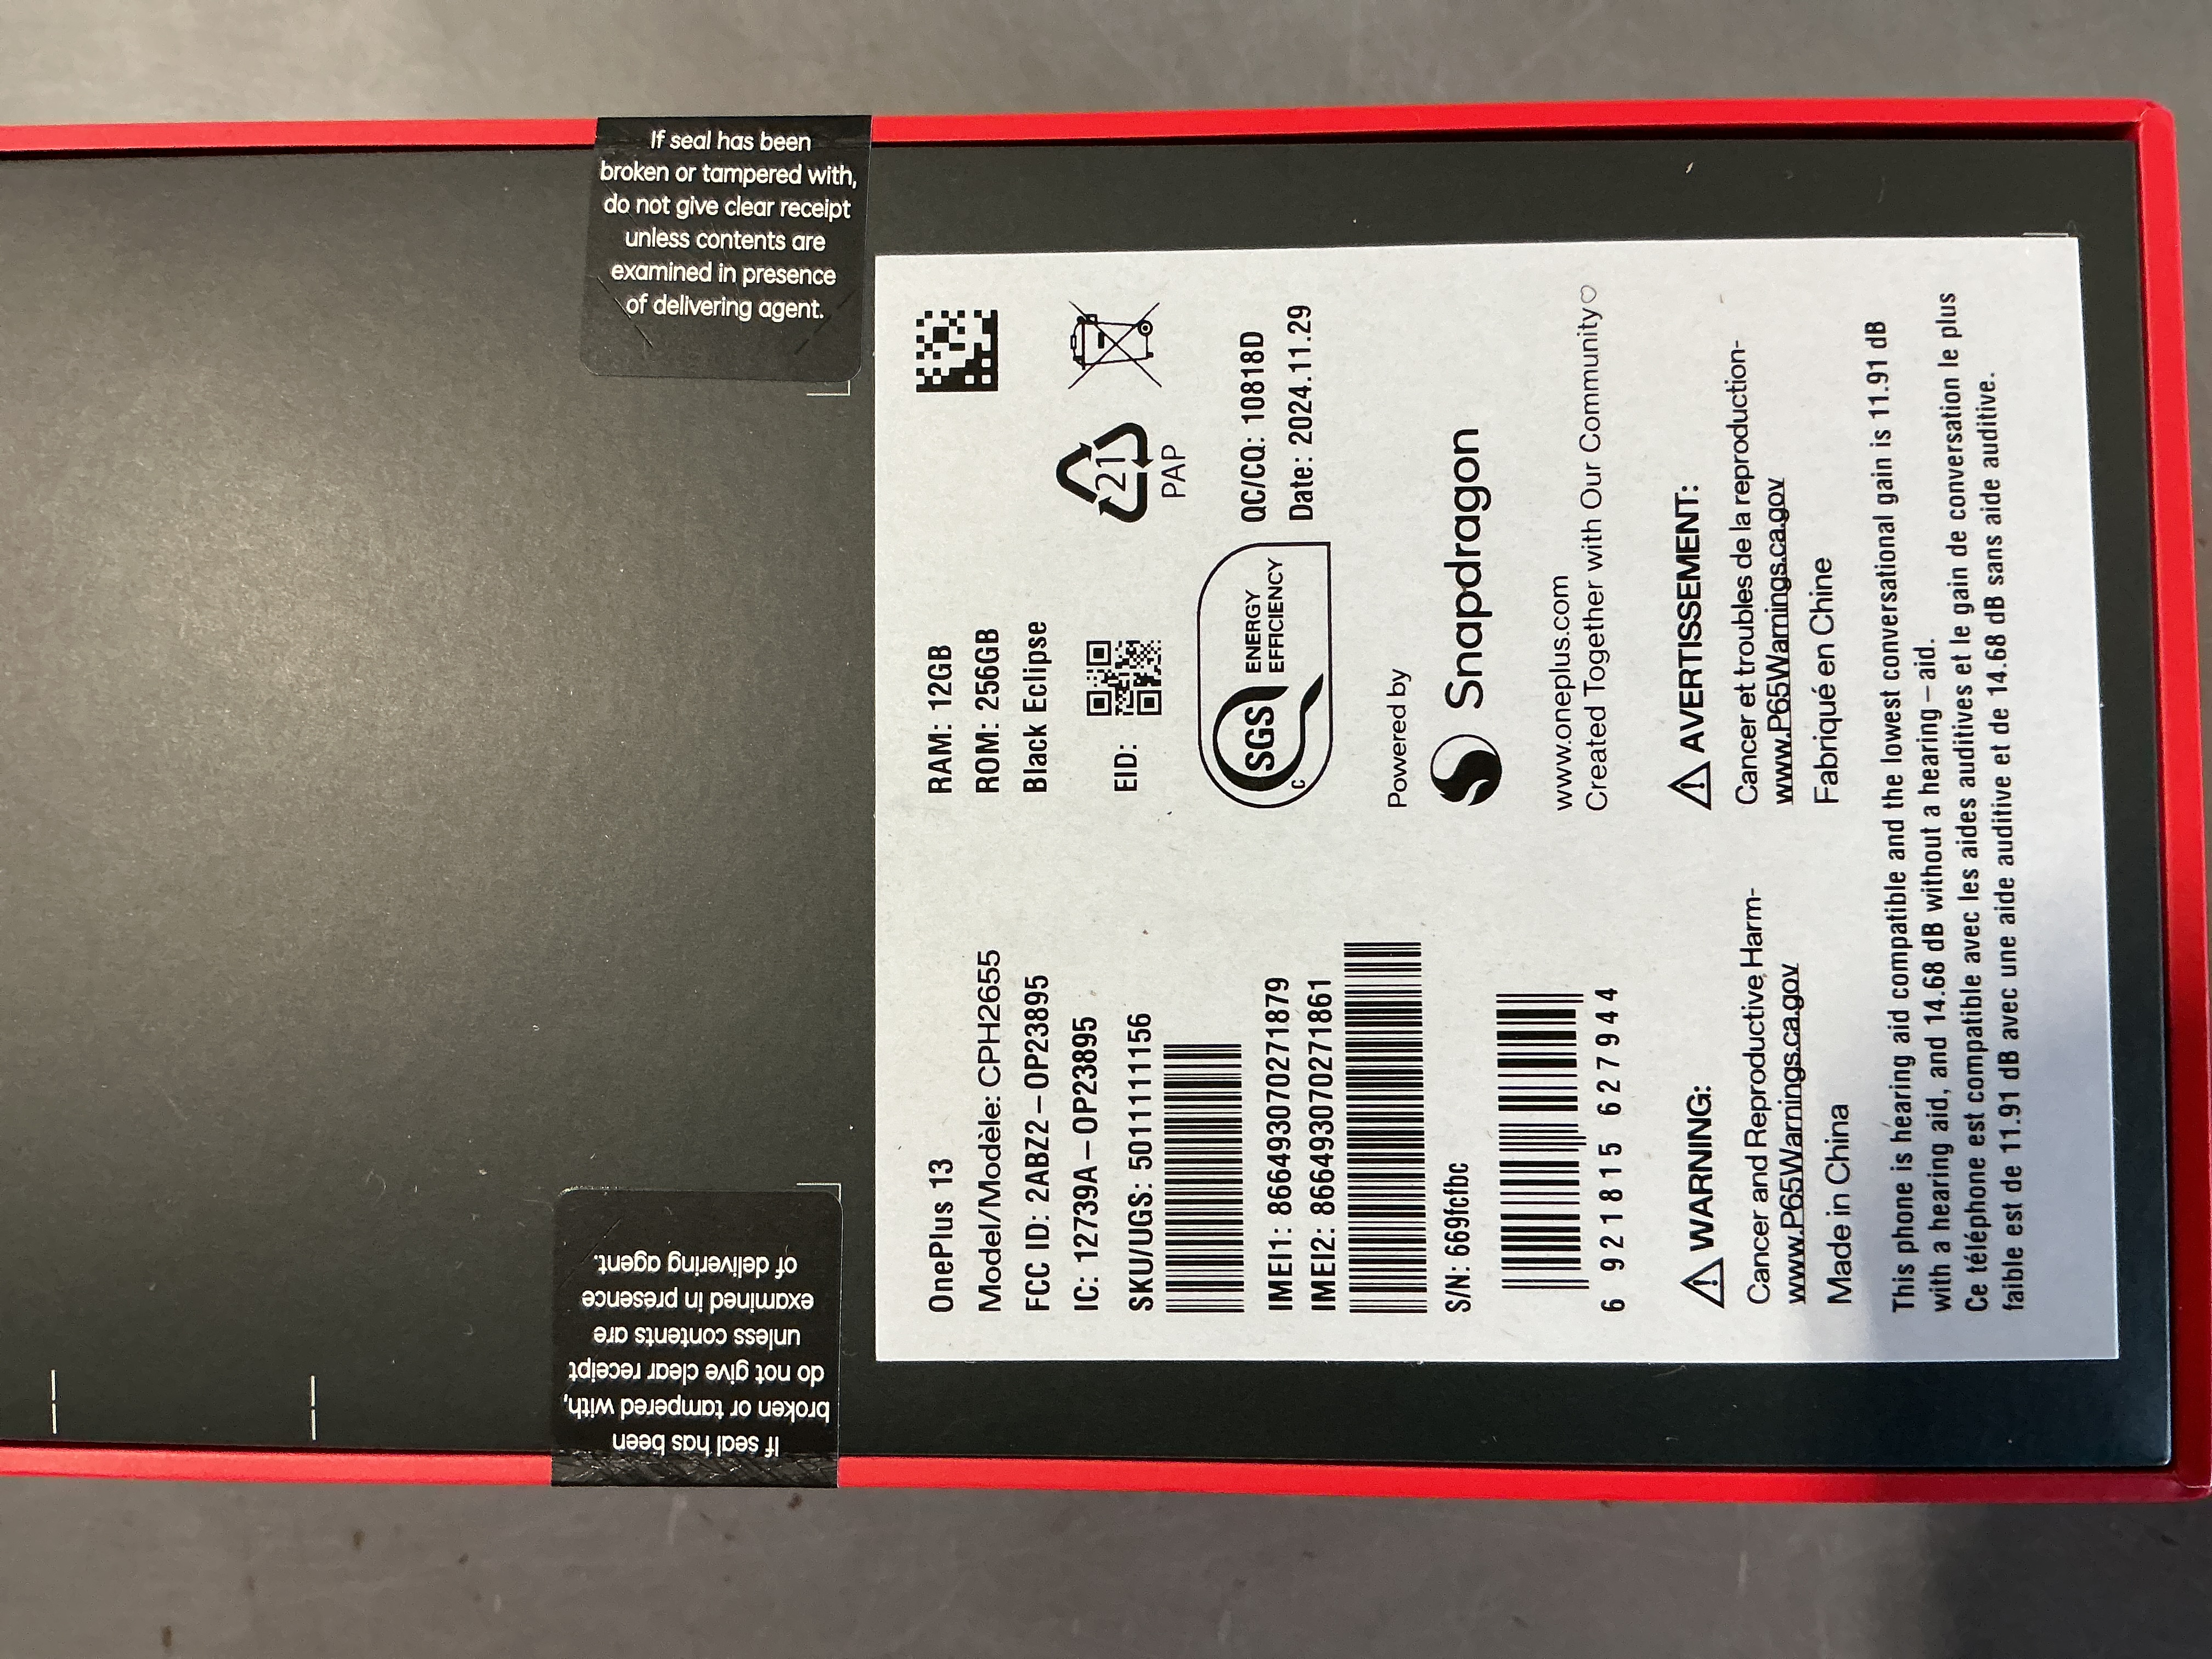 If seal has been
broken or tampered with,
do not give clear receipt
unless contents are
examined in presence
of delivering agent.
If seal has been
broken or tampered with,
do not give clear receipt
unless contents are
examined in presence
of delivering agent.
OnePlus 13
Model/Modèle: CPH2655
FCC ID: 2ABZ2-OP23895
IC: 12739A-OP23895
SKU/UGS: 5011111156
IMEI1: 866493070271879
IMEI2: 866493070271861
S/N: 669fcfbc
6 921815 627944
RAM: 12GB
ROM: 256GB
Black Eclipse
EID:
SGS
C
ENERGY
EFFICIENCY
21
PAP
QC/CQ: 10818D
Date: 2024.11.29
Powered by
Snapdragon
www.oneplus.com
Created Together with Our Community♡
⚠ WARNING:
Cancer and Reproductive Harm-
www.P65Warnings.ca.gov
Made in China
⚠ AVERTISSEMENT:
Cancer et troubles de la reproduction-
www.P65Warnings.ca.gov
Fabriqué en Chine
This phone is hearing aid compatible and the lowest conversational gain is 11.91 dB
with a hearing aid, and 14.68 dB without a hearing-aid.
Ce téléphone est compatible avec les aides auditives et le gain de conversation le plus
faible est de 11.91 dB avec une aide auditive et de 14.68 dB sans aide auditive.